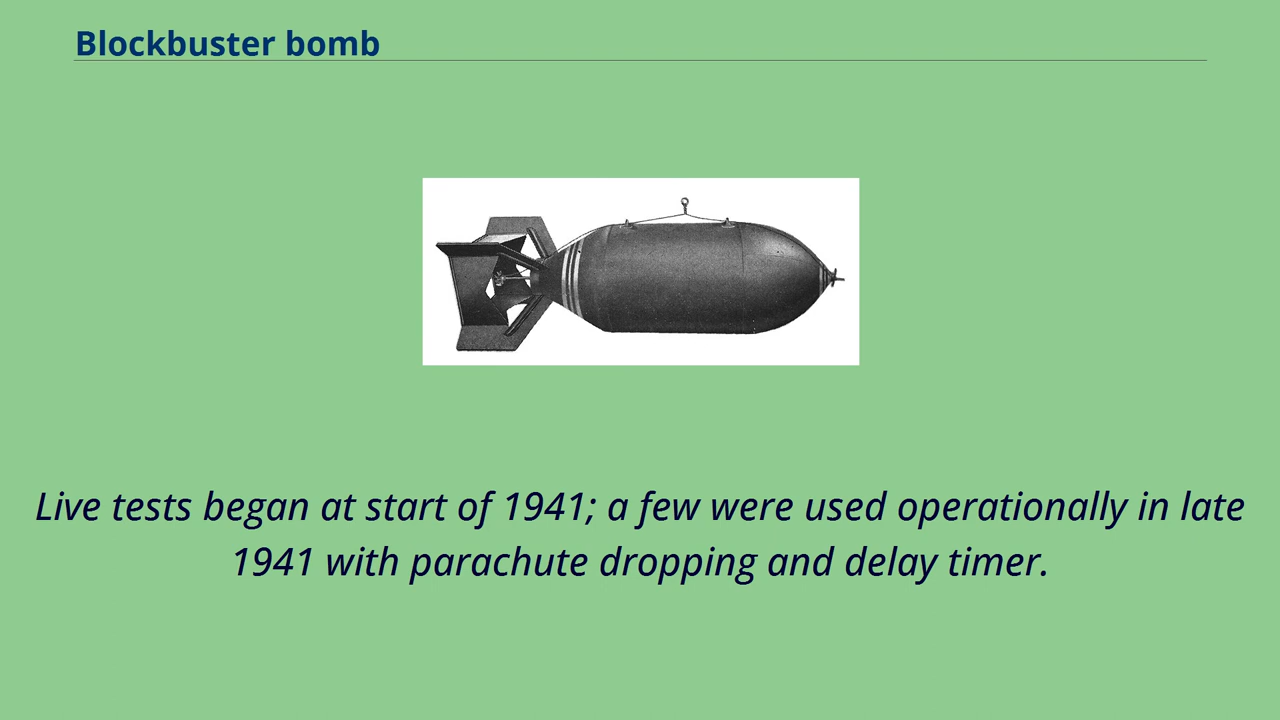 Blockbuster bomb
Live tests began at start of 1941; a few were used operationally in late
1941 with parachute dropping and delay timer.